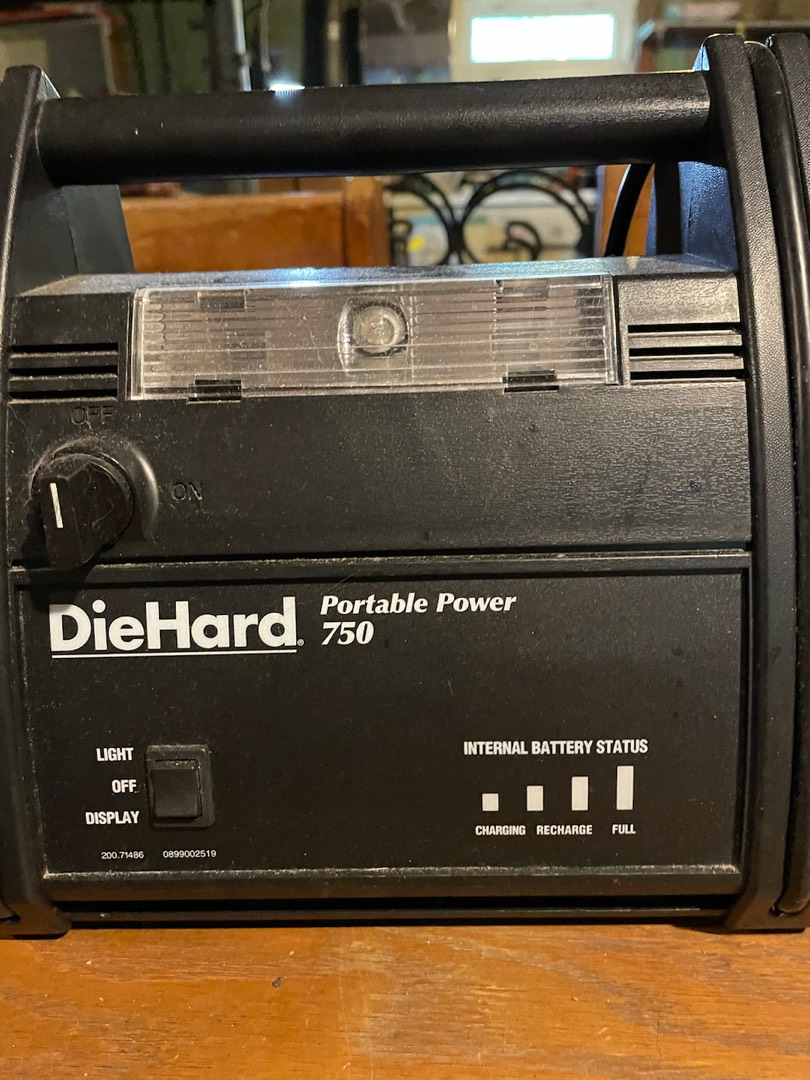 OFF
ON
DieHard®
Portable Power
750
LIGHT
OFF
DISPLAY
INTERNAL BATTERY STATUS
CHARGING RECHARGE FULL
200.71486 0899002519